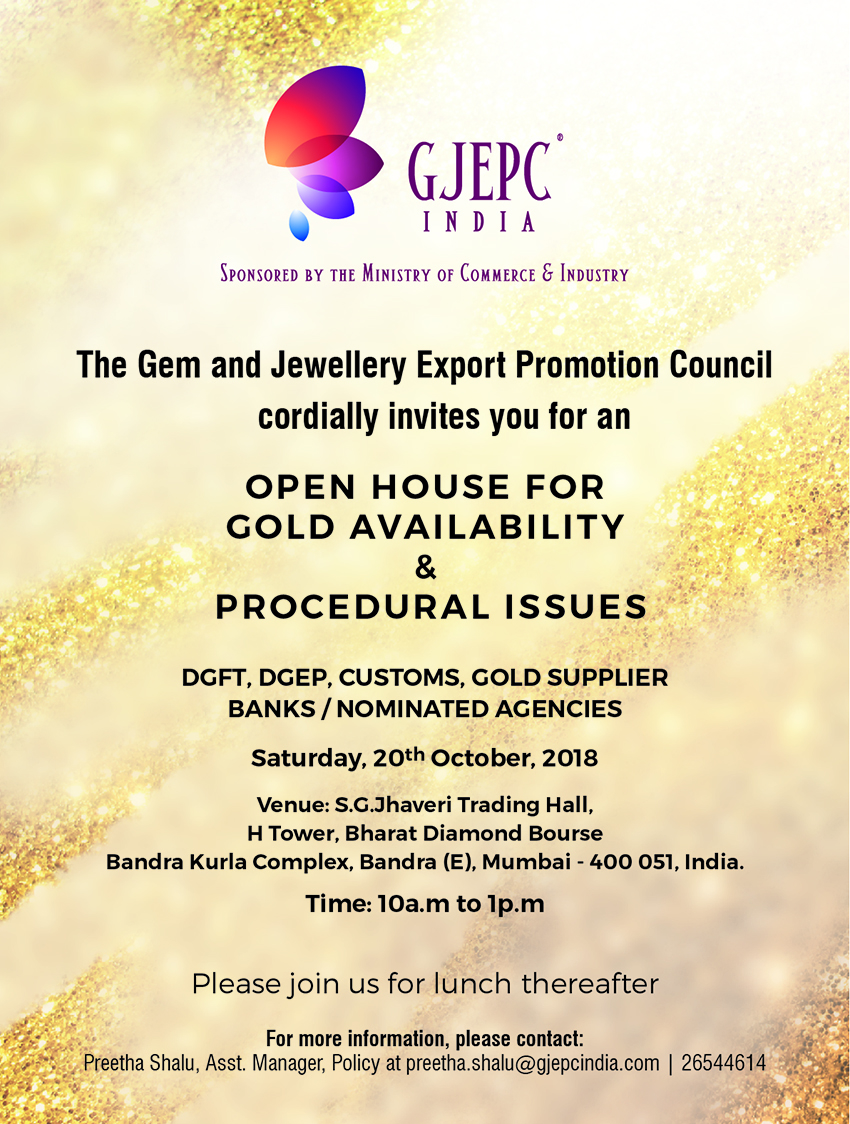 GJEPC®
INDIA
Sponsored by the Ministry of Commerce & Industry
The Gem and Jewellery Export Promotion Council
cordially invites you for an
OPEN HOUSE FOR
GOLD AVAILABILITY
&
PROCEDURAL ISSUES
DGFT, DGEP, CUSTOMS, GOLD SUPPLIER
BANKS / NOMINATED AGENCIES
Saturday, 20th October, 2018
Venue: S.G.Jhaveri Trading Hall,
H Tower, Bharat Diamond Bourse
Bandra Kurla Complex, Bandra (E), Mumbai - 400 051, India.
Time: 10a.m to 1p.m
Please join us for lunch thereafter
For more information, please contact:
Preetha Shalu, Asst. Manager, Policy at preetha.shalu@gjepcindia.com | 26544614